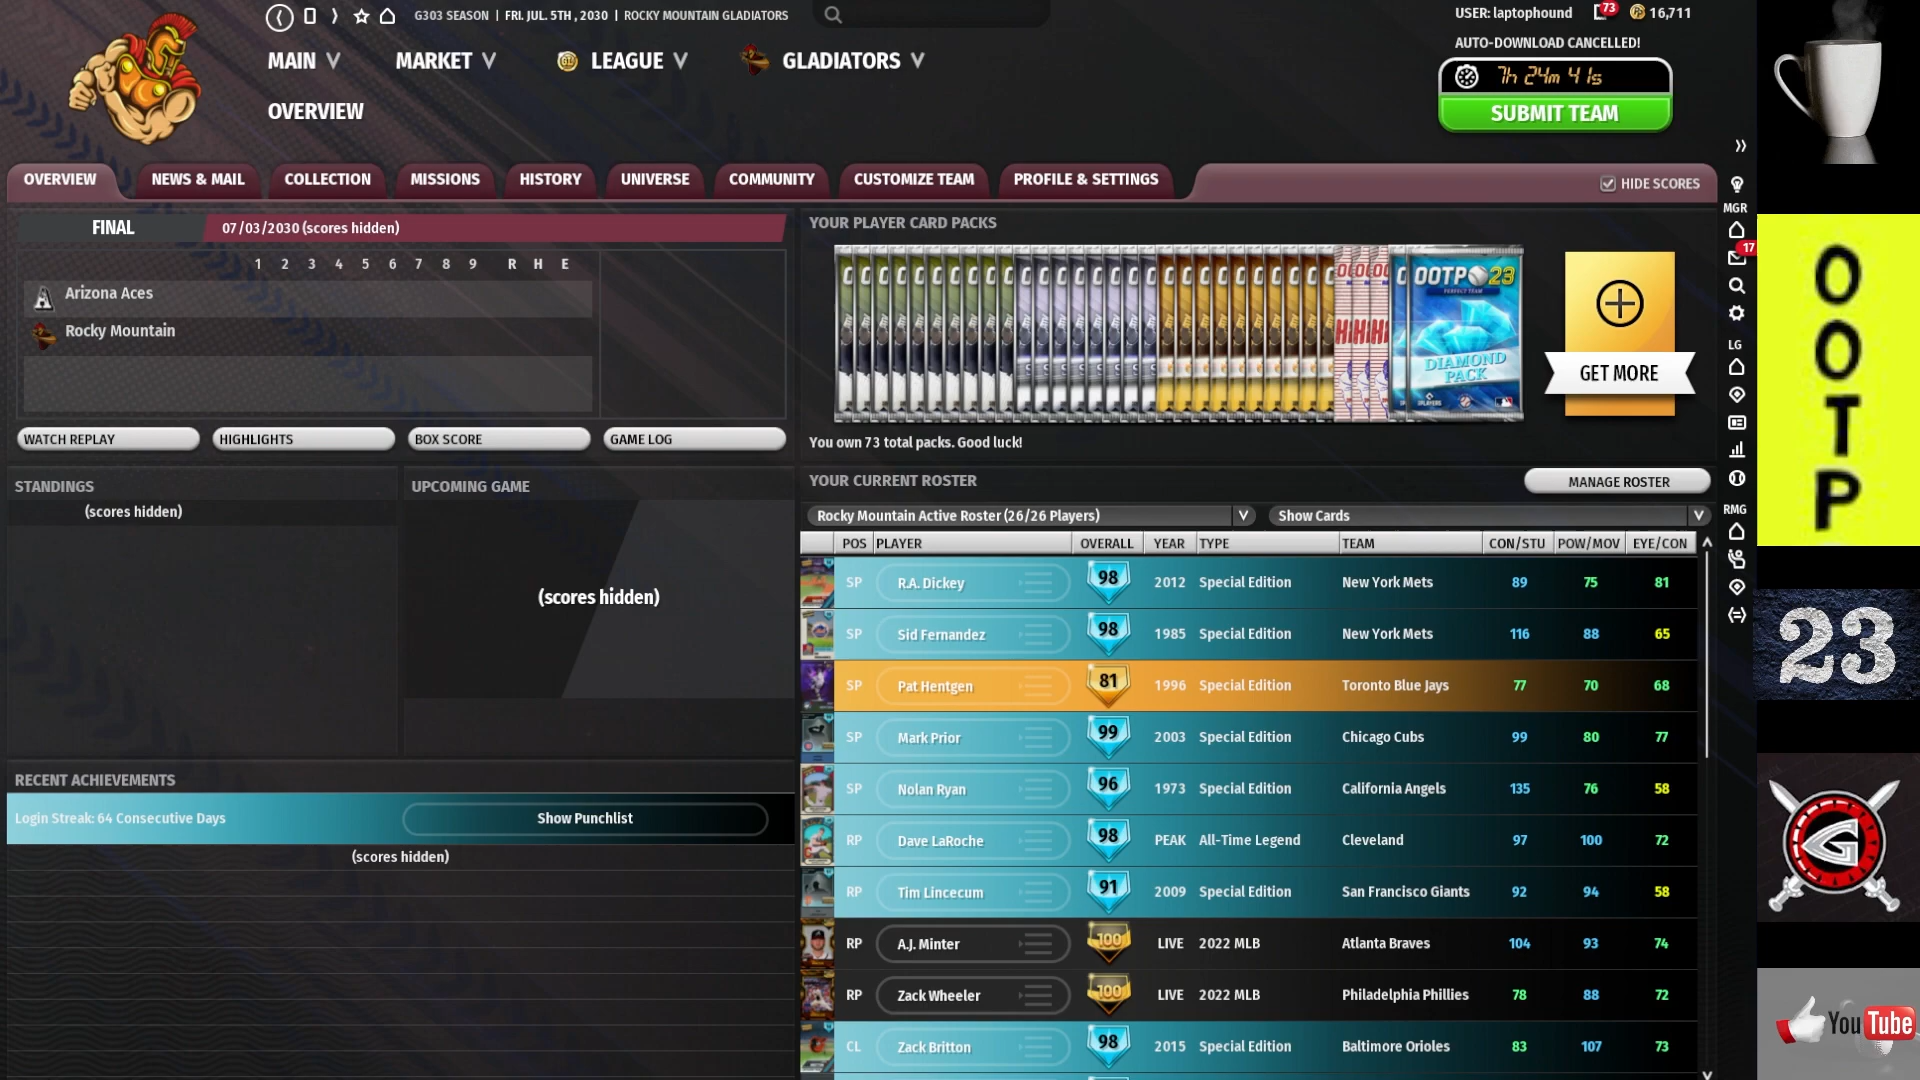 G303 SEASON | FRI. JUL. 5TH , 2030 | ROCKY MOUNTAIN GLADIATORS
USER: laptophound 73 16,711
AUTO-DOWNLOAD CANCELLED!
7h 24m 41s
SUBMIT TEAM
MAIN MARKET LEAGUE GLADIATORS
OVERVIEW
OVERVIEW NEWS & MAIL COLLECTION MISSIONS HISTORY UNIVERSE COMMUNITY CUSTOMIZE TEAM PROFILE & SETTINGS HIDE SCORES
FINAL 07/03/2030 (scores hidden)
1 2 3 4 5 6 7 8 9 R H E
Arizona Aces
Rocky Mountain
WATCH REPLAY HIGHLIGHTS BOX SCORE GAME LOG
YOUR PLAYER CARD PACKS
OOTP 23
PERFECT TEAM
DIAMOND
PACK
GET MORE
You own 73 total packs. Good luck!
STANDINGS
(scores hidden)
UPCOMING GAME
(scores hidden)
RECENT ACHIEVEMENTS
Login Streak: 64 Consecutive Days Show Punchlist
(scores hidden)
YOUR CURRENT ROSTER MANAGE ROSTER
Rocky Mountain Active Roster (26/26 Players) Show Cards
POS PLAYER OVERALL YEAR TYPE TEAM CON/STU POW/MOV EYE/CON
SP R.A. Dickey 98 2012 Special Edition New York Mets 89 75 81
SP Sid Fernandez 98 1985 Special Edition New York Mets 116 88 65
SP Pat Hentgen 81 1996 Special Edition Toronto Blue Jays 77 70 68
SP Mark Prior 99 2003 Special Edition Chicago Cubs 99 80 77
SP Nolan Ryan 96 1973 Special Edition California Angels 135 76 58
RP Dave LaRoche 98 PEAK All-Time Legend Cleveland 97 100 72
RP Tim Lincecum 91 2009 Special Edition San Francisco Giants 92 94 58
RP A.J. Minter 100 LIVE 2022 MLB Atlanta Braves 104 93 74
RP Zack Wheeler 100 LIVE 2022 MLB Philadelphia Phillies 78 88 72
CL Zack Britton 98 2015 Special Edition Baltimore Orioles 83 107 73
MGR
17
LG
RMG
O
O
T
P
23
G
YouTube